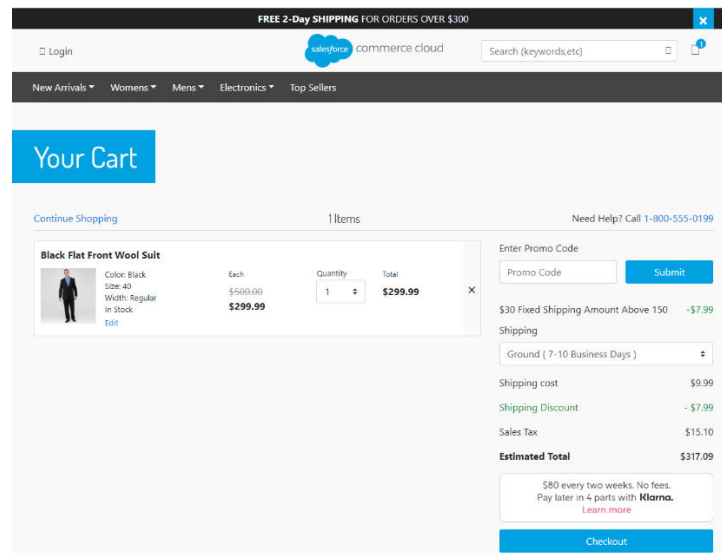 FREE 2-Day SHIPPING FOR ORDERS OVER $300
x
Login
salesforce commerce cloud
Search (keywords,etc)
1
New Arrivals
Womens
Mens
Electronics
Top Sellers
Your Cart
Continue Shopping
1 Items
Need Help? Call 1-800-555-0199
Black Flat Front Wool Suit
Color: Black
Size: 40
Width: Regular
In Stock
Edit
Each
$500.00
$299.99
Quantity
1
Total
$299.99
×
Enter Promo Code
Promo Code
Submit
$30 Fixed Shipping Amount Above 150 -$7.99
Shipping
Ground ( 7-10 Business Days )
Shipping cost $9.99
Shipping Discount - $7.99
Sales Tax $15.10
Estimated Total $317.09
$80 every two weeks. No fees.
Pay later in 4 parts with Klarna.
Learn more
Checkout